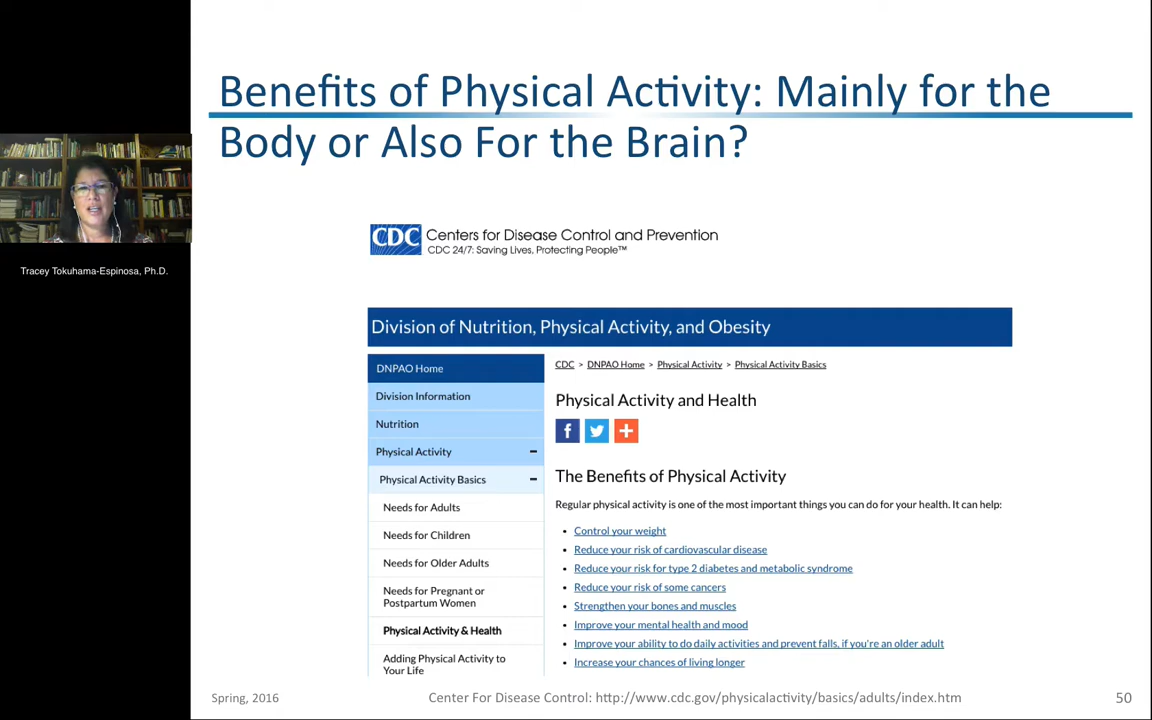 Benefits of Physical Activity: Mainly for the
Body or Also For the Brain?
Tracey Tokuhama-Espinosa, Ph.D.
CDC Centers for Disease Control and Prevention
CDC 24/7: Saving Lives, Protecting People™
Division of Nutrition, Physical Activity, and Obesity
DNPAO Home
Division Information
Nutrition
Physical Activity
Physical Activity Basics
Needs for Adults
Needs for Children
Needs for Older Adults
Needs for Pregnant or
Postpartum Women
Physical Activity & Health
Adding Physical Activity to
Your Life
CDC > DNPAO Home > Physical Activity > Physical Activity Basics
Physical Activity and Health
The Benefits of Physical Activity
Regular physical activity is one of the most important things you can do for your health. It can help:
• Control your weight
• Reduce your risk of cardiovascular disease
• Reduce your risk for type 2 diabetes and metabolic syndrome
• Reduce your risk of some cancers
• Strengthen your bones and muscles
• Improve your mental health and mood
• Improve your ability to do daily activities and prevent falls, if you're an older adult
• Increase your chances of living longer
Spring, 2016
Center For Disease Control: http://www.cdc.gov/physicalactivity/basics/adults/index.htm
50